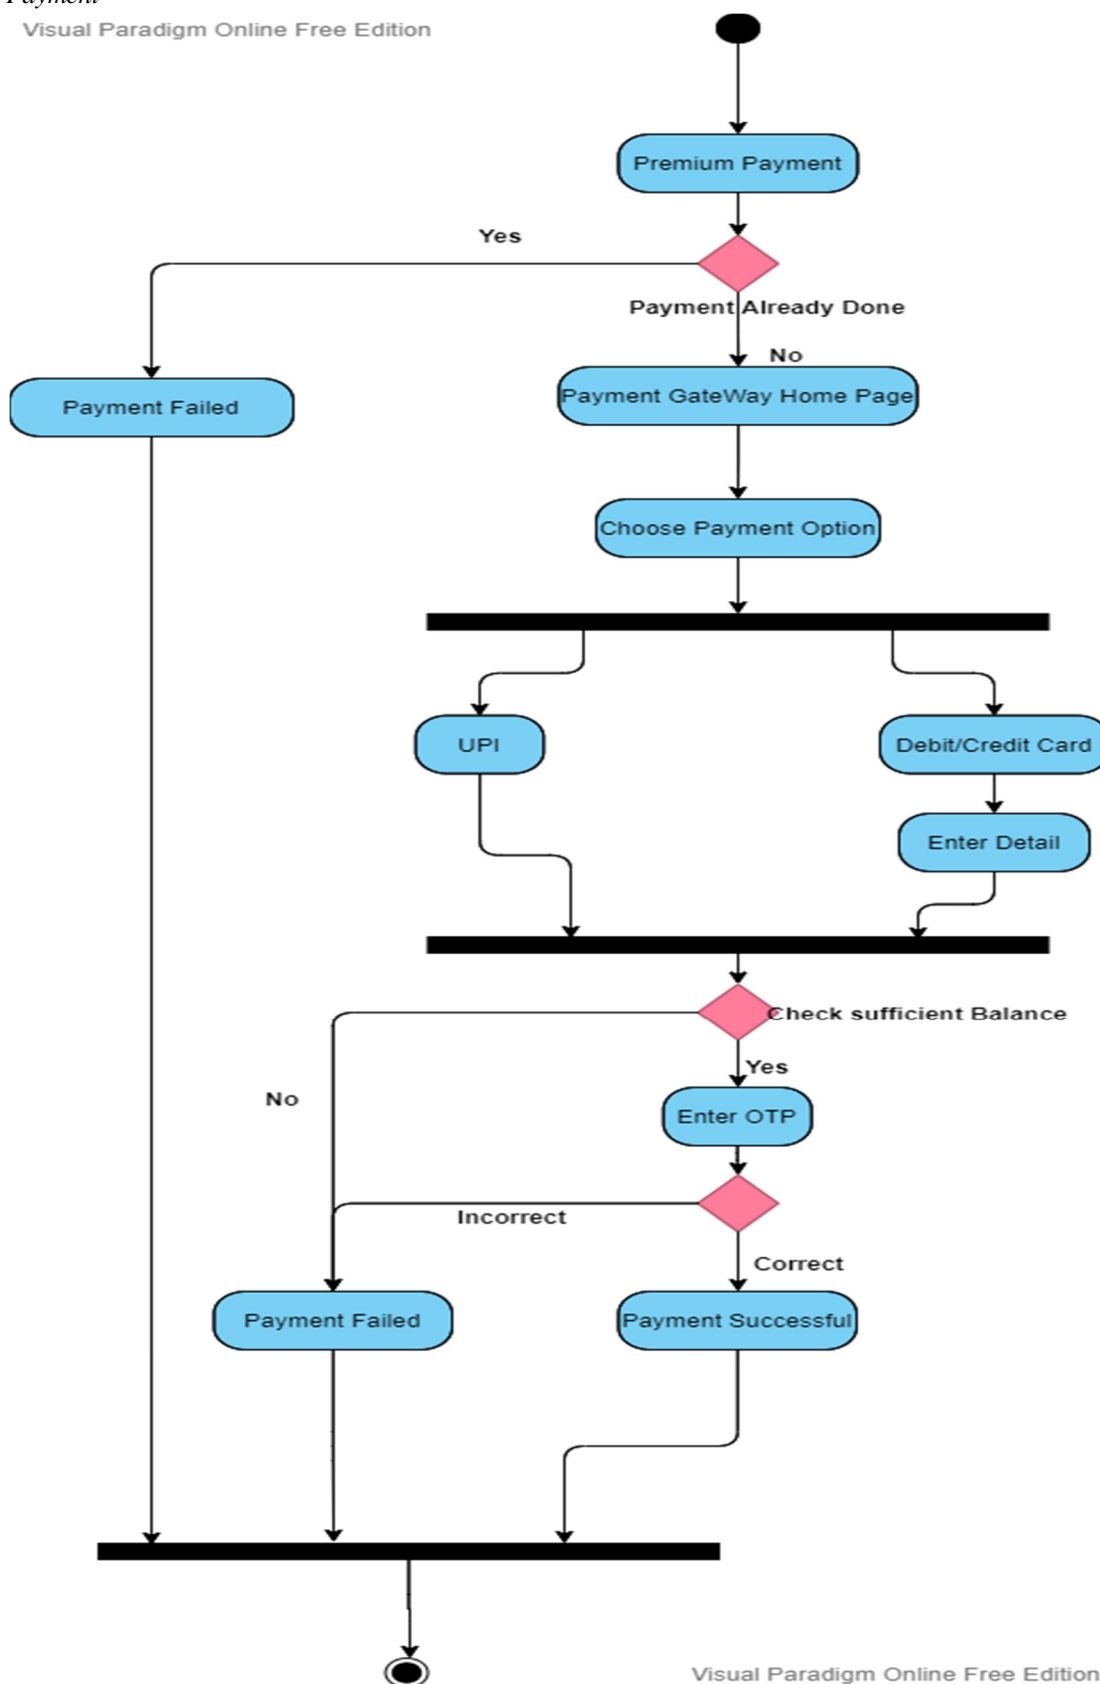 Payment
Visual Paradigm Online Free Edition
Premium Payment
Yes
Payment Already Done
No
Payment Failed
Payment GateWay Home Page
Choose Payment Option
UPI
Debit/Credit Card
Enter Detail
Check sufficient Balance
Yes
No
Enter OTP
Incorrect
Correct
Payment Failed
Payment Successful
Visual Paradigm Online Free Edition